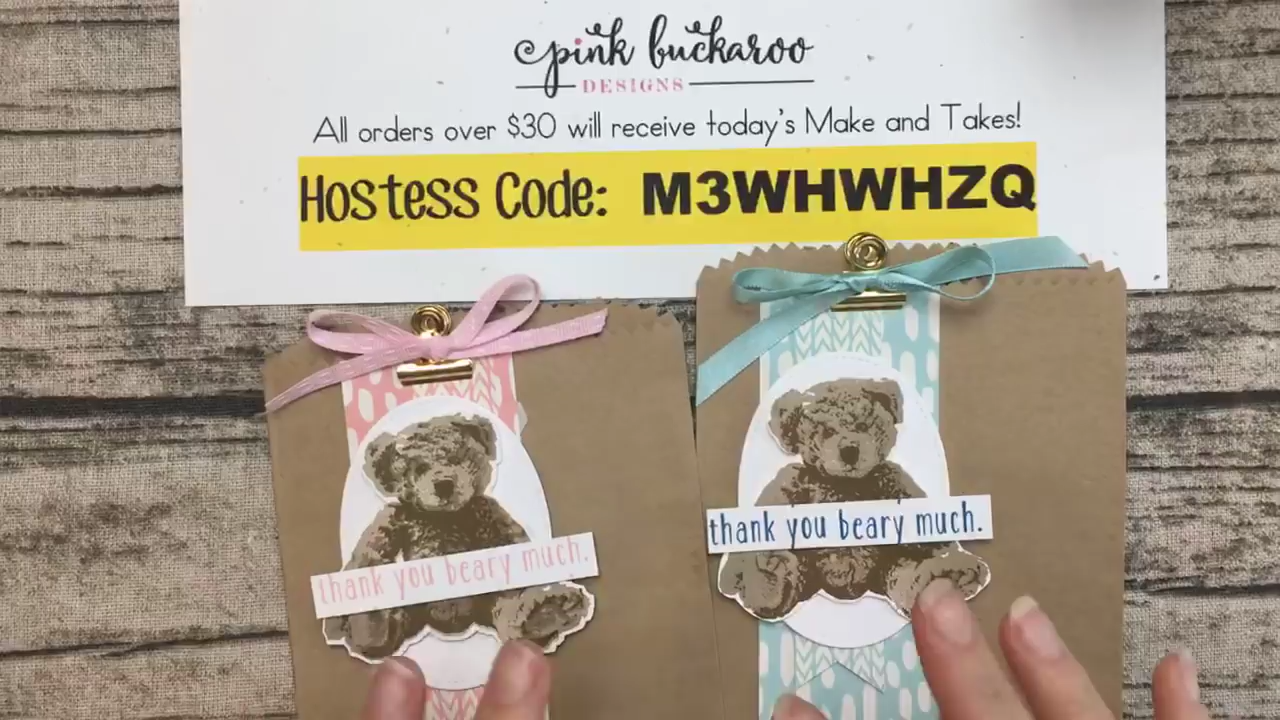 pink buckaroo
DESIGNS
All orders over $30 will receive today's Make and Takes!
Hostess Code: M3WHWHZQ
thank you beary much.
thank you beary much.